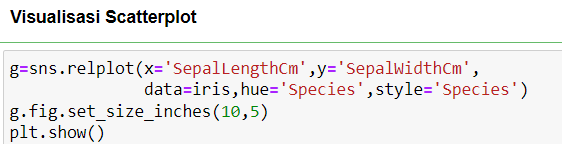 Visualisasi Scatterplot
g=sns.relplot(x='SepalLengthCm',y='SepalWidthCm',
data=iris,hue='Species',style='Species')
g.fig.set_size_inches(10,5)
plt.show()